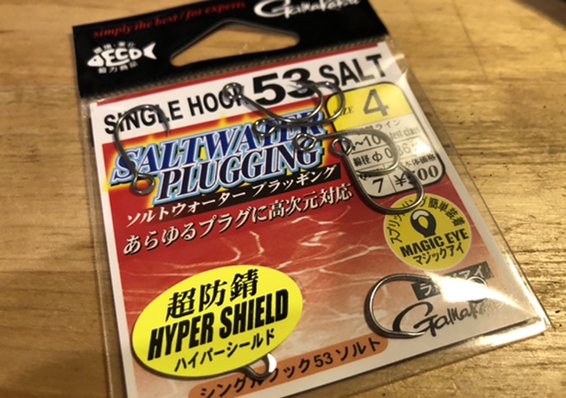 simply the best / for experts
Gamakatsu
ECO
SINGLE HOOK 53 SALT
4
SALTWATER
PLUGGING
ソルトウォーター プラッギング
あらゆるプラグに高次元対応
7
MAGIC EYE
マジックアイ
超防錆
HYPER SHIELD
ハイパーシールド
Gamakatsu
シングルフック53 ソルト